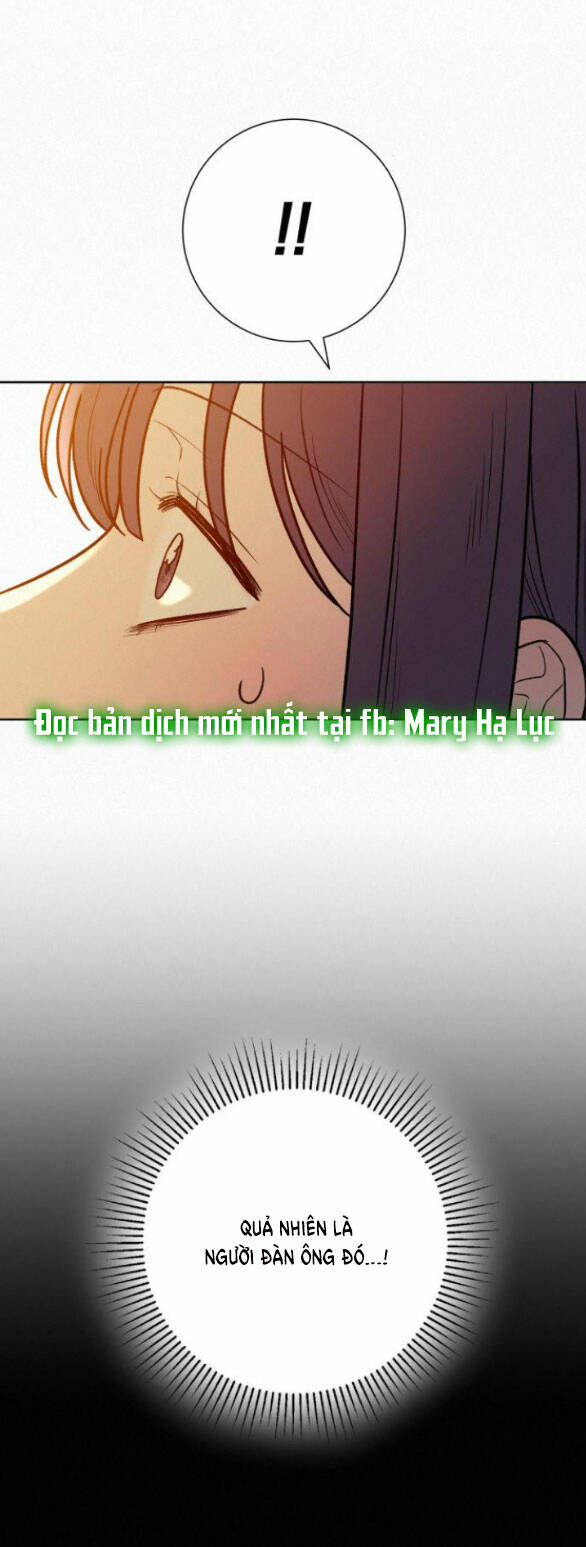 !!
Đọc bản dịch mới nhất tại fb: Mary Hạ Lục
QUẢ NHIÊN LÀ
NGƯỜI ĐÀN ÔNG ĐÓ...!